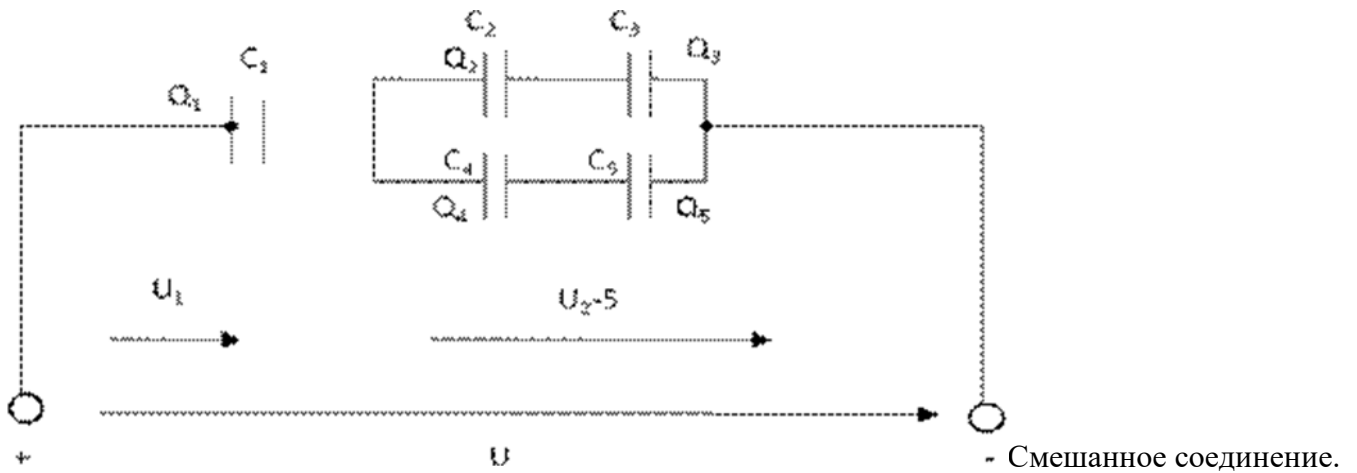 C₂ C₃
C₁ Q₂ Q₃
Q₁
C₄ C₅
Q₄ Q₅
U₁ U₂-5
+ U - Смешанное соединение.